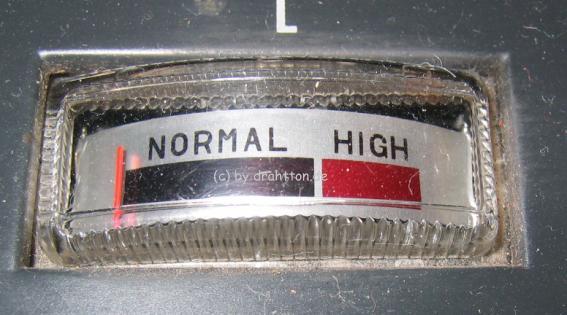 L
NORMAL HIGH
(c) by drahtton.de